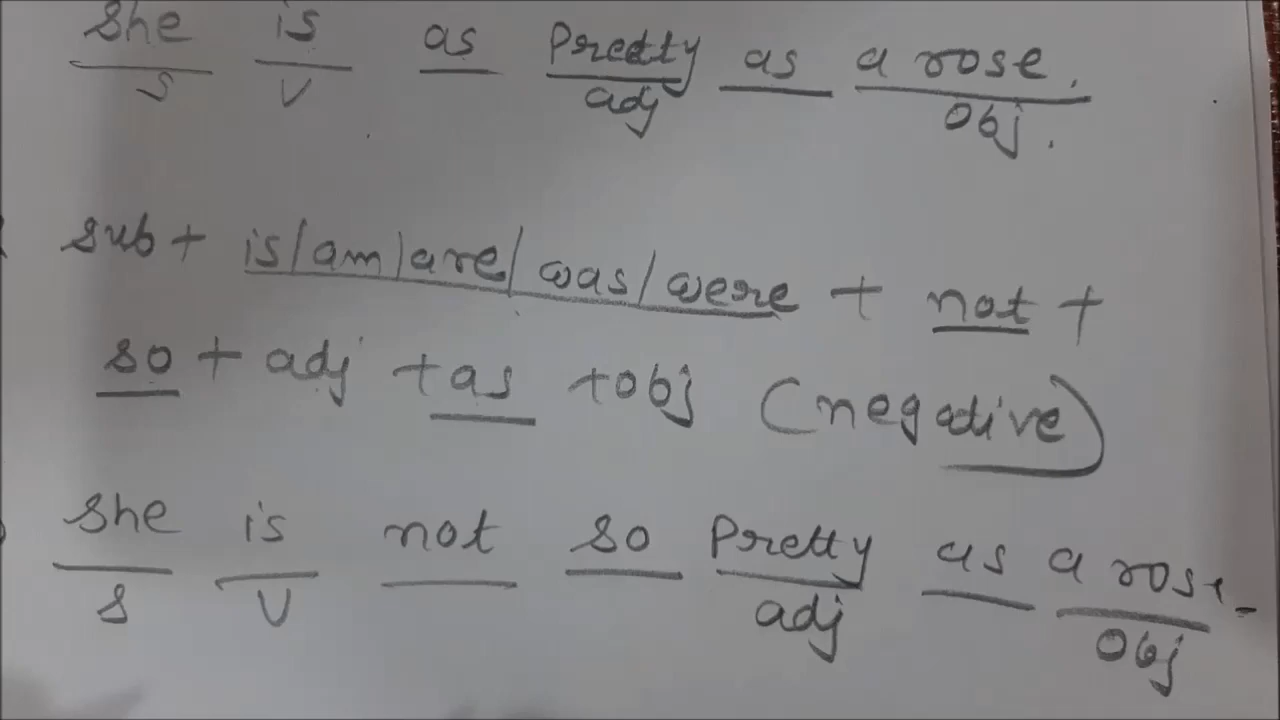 She is as Pretty as a rose.
S V adj obj.
sub + is/am/are/was/were + not +
so + adj + as + obj (negative)
She is not so Pretty as a rose.
S V adj obj